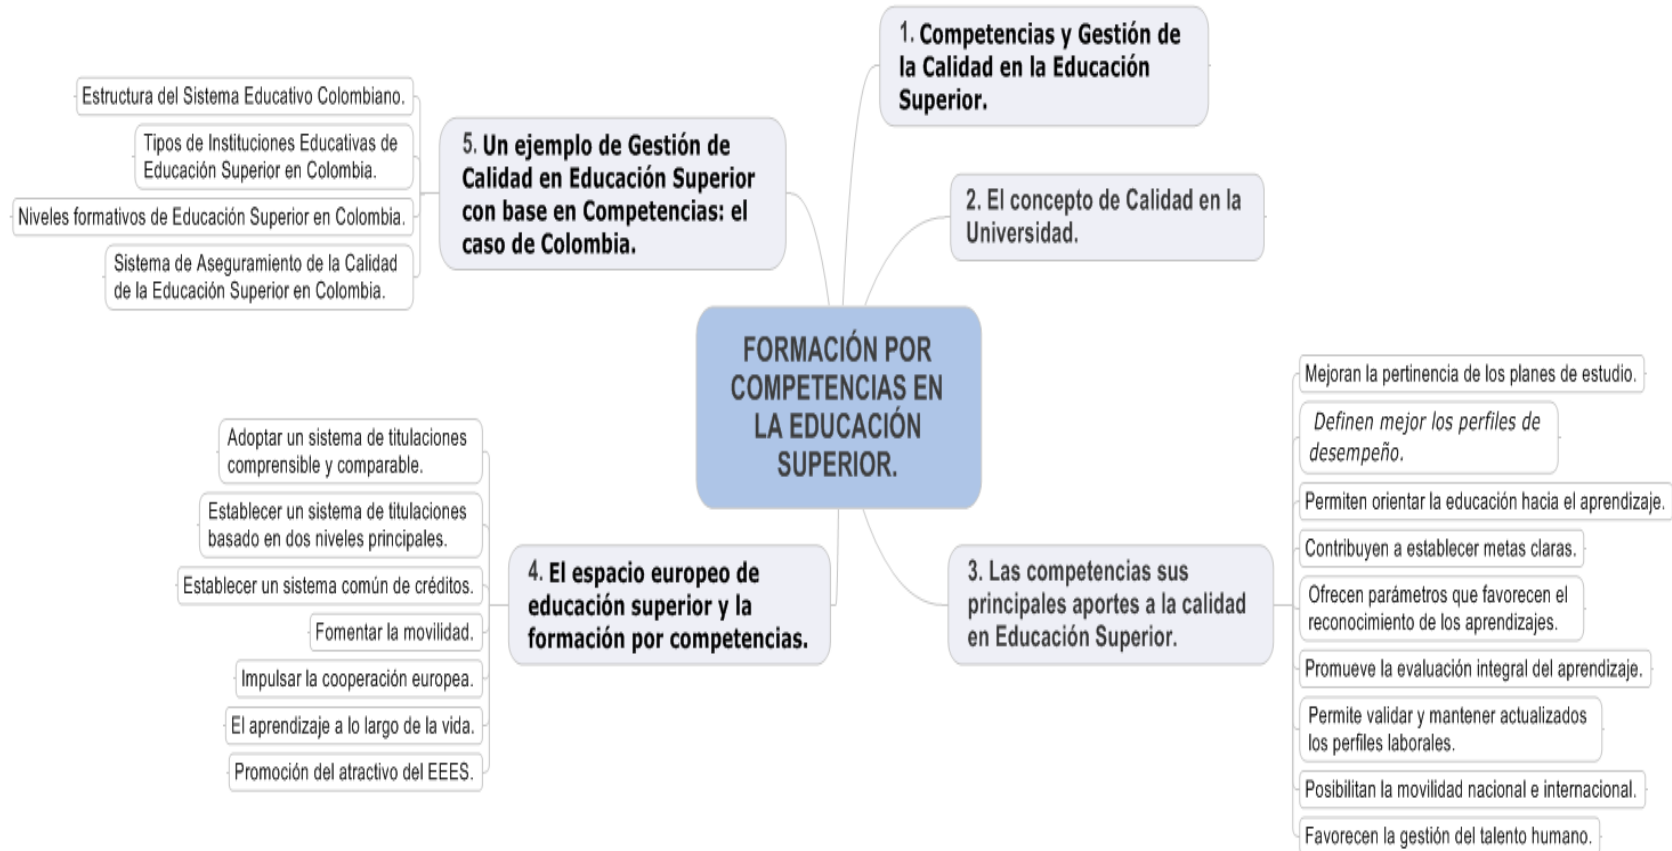 FORMACIÓN POR
COMPETENCIAS EN
LA EDUCACIÓN
SUPERIOR.
1. Competencias y Gestión de
la Calidad en la Educación
Superior.
2. El concepto de Calidad en la
Universidad.
3. Las competencias sus
principales aportes a la calidad
en Educación Superior.
Mejoran la pertinencia de los planes de estudio.
Definen mejor los perfiles de
desempeño.
Permiten orientar la educación hacia el aprendizaje.
Contribuyen a establecer metas claras.
Ofrecen parámetros que favorecen el
reconocimiento de los aprendizajes.
Promueve la evaluación integral del aprendizaje.
Permite validar y mantener actualizados
los perfiles laborales.
Posibilitan la movilidad nacional e internacional.
Favorecen la gestión del talento humano.
4. El espacio europeo de
educación superior y la
formación por competencias.
Adoptar un sistema de titulaciones
comprensible y comparable.
Establecer un sistema de titulaciones
basado en dos niveles principales.
Establecer un sistema común de créditos.
Fomentar la movilidad.
Impulsar la cooperación europea.
El aprendizaje a lo largo de la vida.
Promoción del atractivo del EEES.
5. Un ejemplo de Gestión de
Calidad en Educación Superior
con base en Competencias: el
caso de Colombia.
Estructura del Sistema Educativo Colombiano.
Tipos de Instituciones Educativas de
Educación Superior en Colombia.
Niveles formativos de Educación Superior en Colombia.
Sistema de Aseguramiento de la Calidad
de la Educación Superior en Colombia.